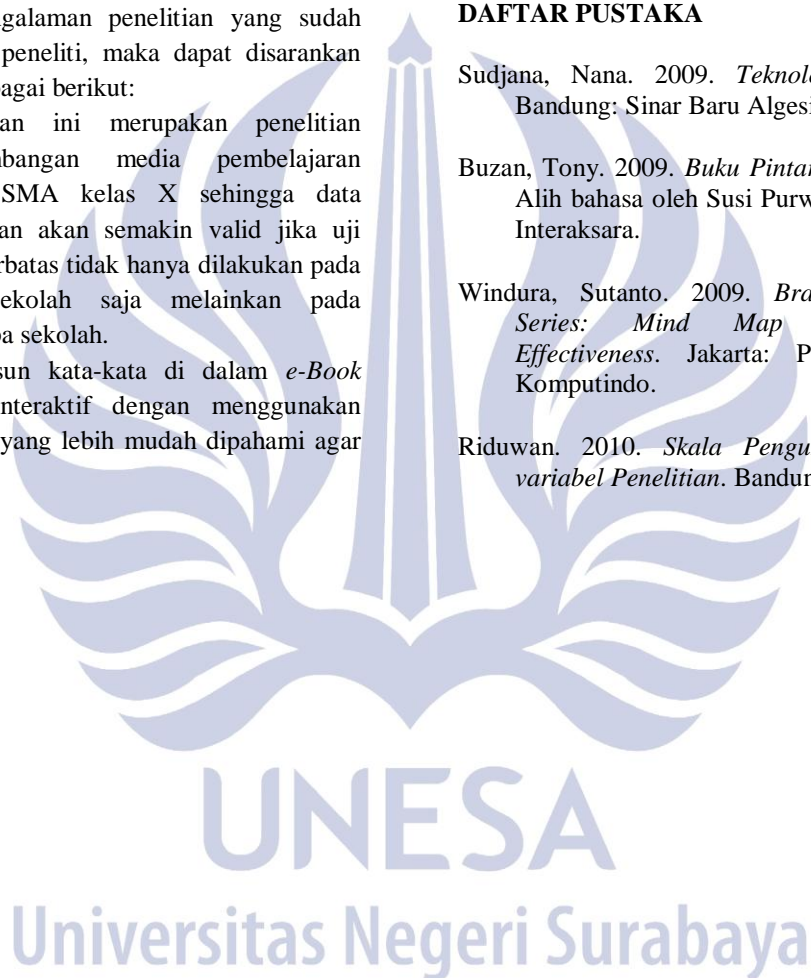 ngalaman penelitian yang sudah
peneliti, maka dapat disarankan
bagai berikut:
an ini merupakan penelitian
mbangan media pembelajaran
SMA kelas X sehingga data
an akan semakin valid jika uji
rbatas tidak hanya dilakukan pada
ekolah saja melainkan pada
pa sekolah.
sun kata-kata di dalam e-Book
nteraktif dengan menggunakan
yang lebih mudah dipahami agar
DAFTAR PUSTAKA
Sudjana, Nana. 2009. Teknol
Bandung: Sinar Baru Algesi
Buzan, Tony. 2009. Buku Pintar
Alih bahasa oleh Susi Purw
Interaksara.
Windura, Sutanto. 2009. Bra
Series: Mind Map
Effectiveness. Jakarta: P
Komputindo.
Riduwan. 2010. Skala Pengu
variabel Penelitian. Bandun
UNESA
Universitas Negeri Surabaya